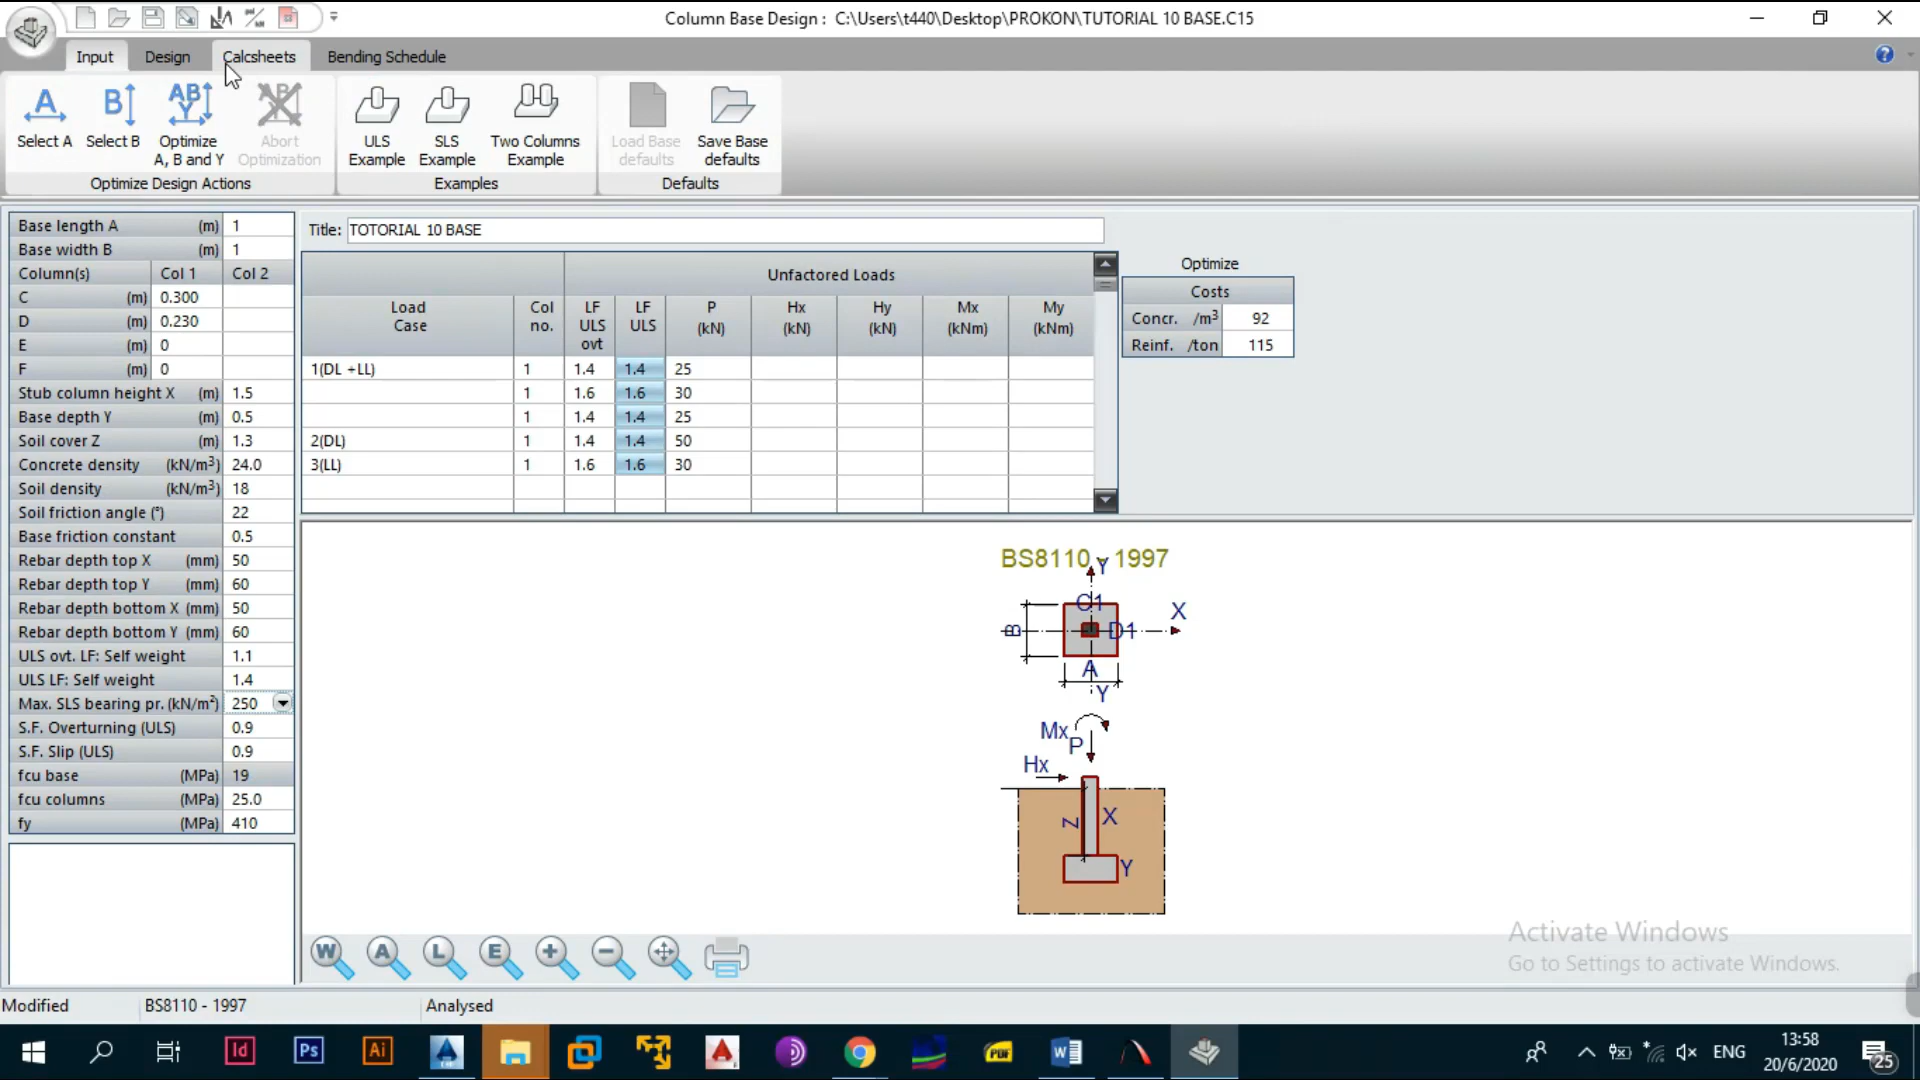 Column Base Design :  C:\Users\t440\Desktop\PROKON\TUTORIAL 10 BASE.C15
Input Design Calcsheets Bending Schedule
Select A Select B Optimize A, B and Y Abort Optimization ULS Example SLS Example Two Columns Example Load Base defaults Save Base defaults
Optimize Design Actions Examples Defaults
Base length A (m) 1
Base width B (m) 1
Column(s) Col 1 Col 2
C (m) 0.300
D (m) 0.230
E (m) 0
F (m) 0
Stub column height X (m) 1.5
Base depth Y (m) 0.5
Soil cover Z (m) 1.3
Concrete density (kN/m³) 24.0
Soil density (kN/m³) 18
Soil friction angle (°) 22
Base friction constant 0.5
Rebar depth top X (mm) 50
Rebar depth top Y (mm) 60
Rebar depth bottom X (mm) 50
Rebar depth bottom Y (mm) 60
ULS ovt. LF: Self weight 1.1
ULS LF: Self weight 1.4
Max. SLS bearing pr. (kN/m²) 250
S.F. Overturning (ULS) 0.9
S.F. Slip (ULS) 0.9
fcu base (MPa) 19
fcu columns (MPa) 25.0
fy (MPa) 410
Title: TOTORIAL 10 BASE
Unfactored Loads
Load Case Col no. LF ULS ovt LF ULS P (kN) Hx (kN) Hy (kN) Mx (kNm) My (kNm)
1(DL +LL) 1 1.4 1.4 25
1 1.6 1.6 30
1 1.4 1.4 25
2(DL) 1 1.4 1.4 50
3(LL) 1 1.6 1.6 30
Optimize
Costs
Concr. /m³ 92
Reinf. /ton 115
BS8110 - 1997
Y
C1
X
B
D1
A
Y
Mx
P
Hx
Z
X
Y
W A L E
Activate Windows
Go to Settings to activate Windows.
Modified BS8110 - 1997 Analysed
Id Ps Ai PDF
ENG
13:58
20/6/2020
25